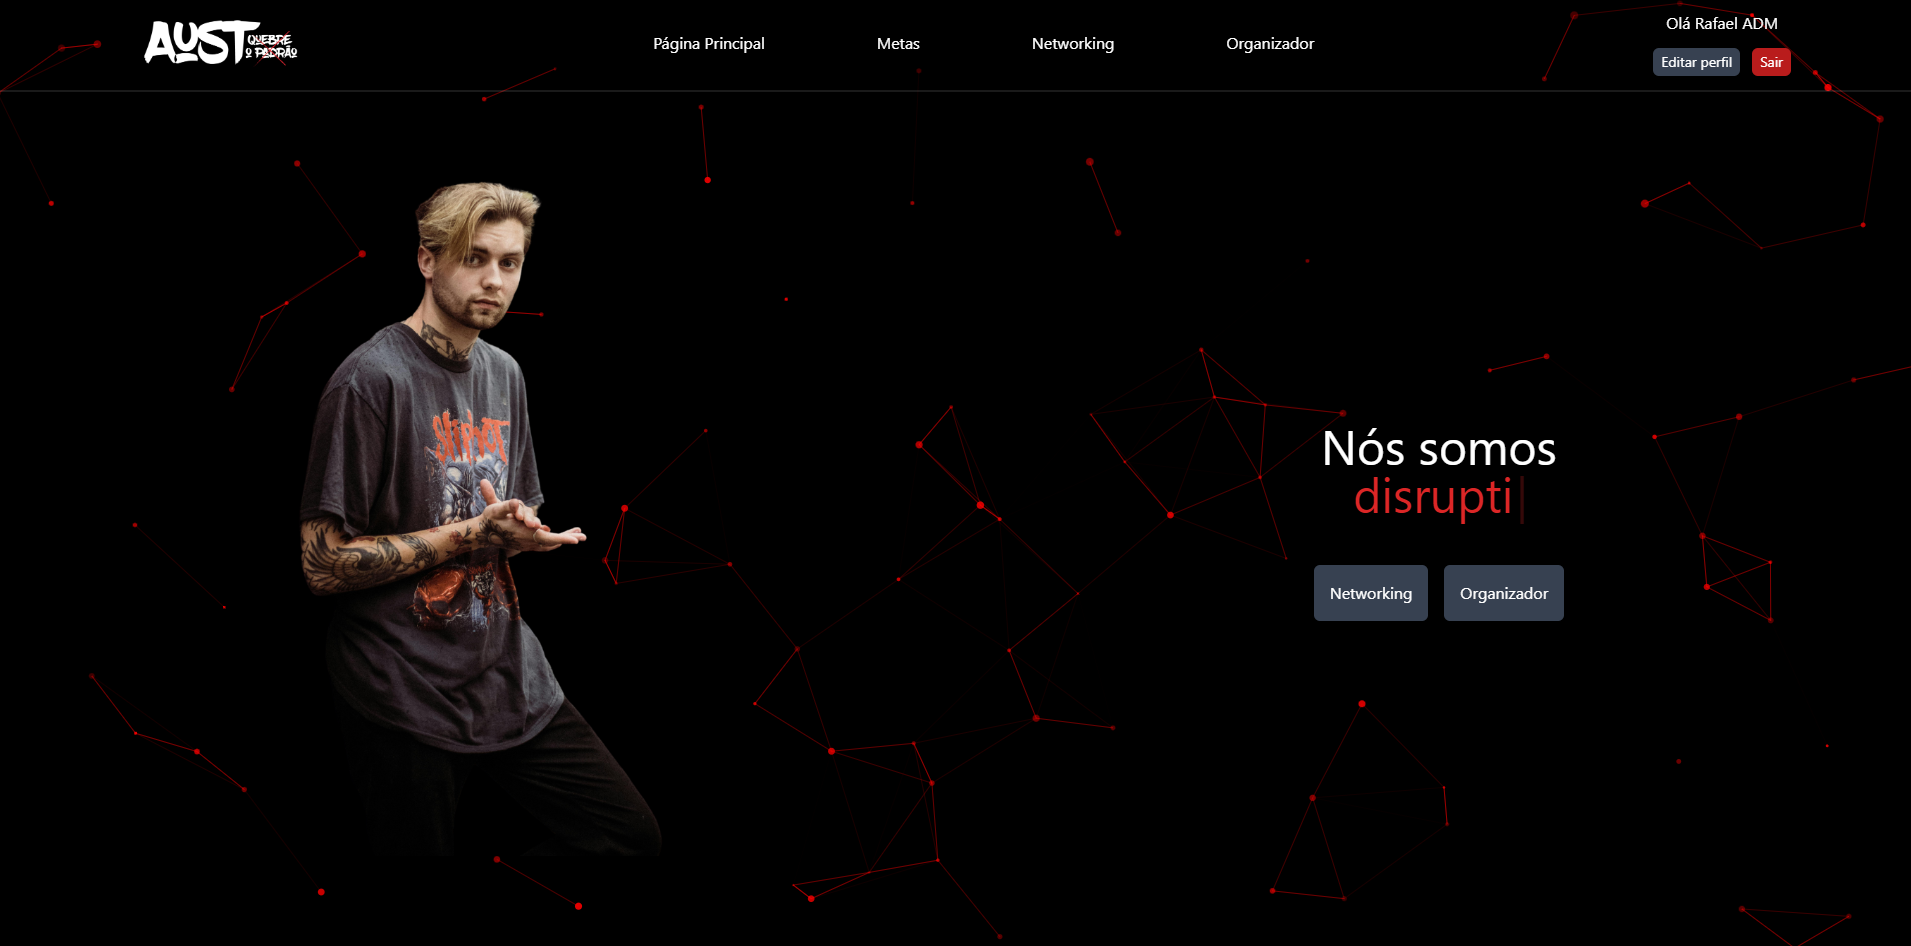 AUST
QUEBRE
O PADRÃO
Página Principal
Metas
Networking
Organizador
Olá Rafael ADM
Editar perfil
Sair
SLIPKNOT
Nós somos
disrupti
Networking
Organizador